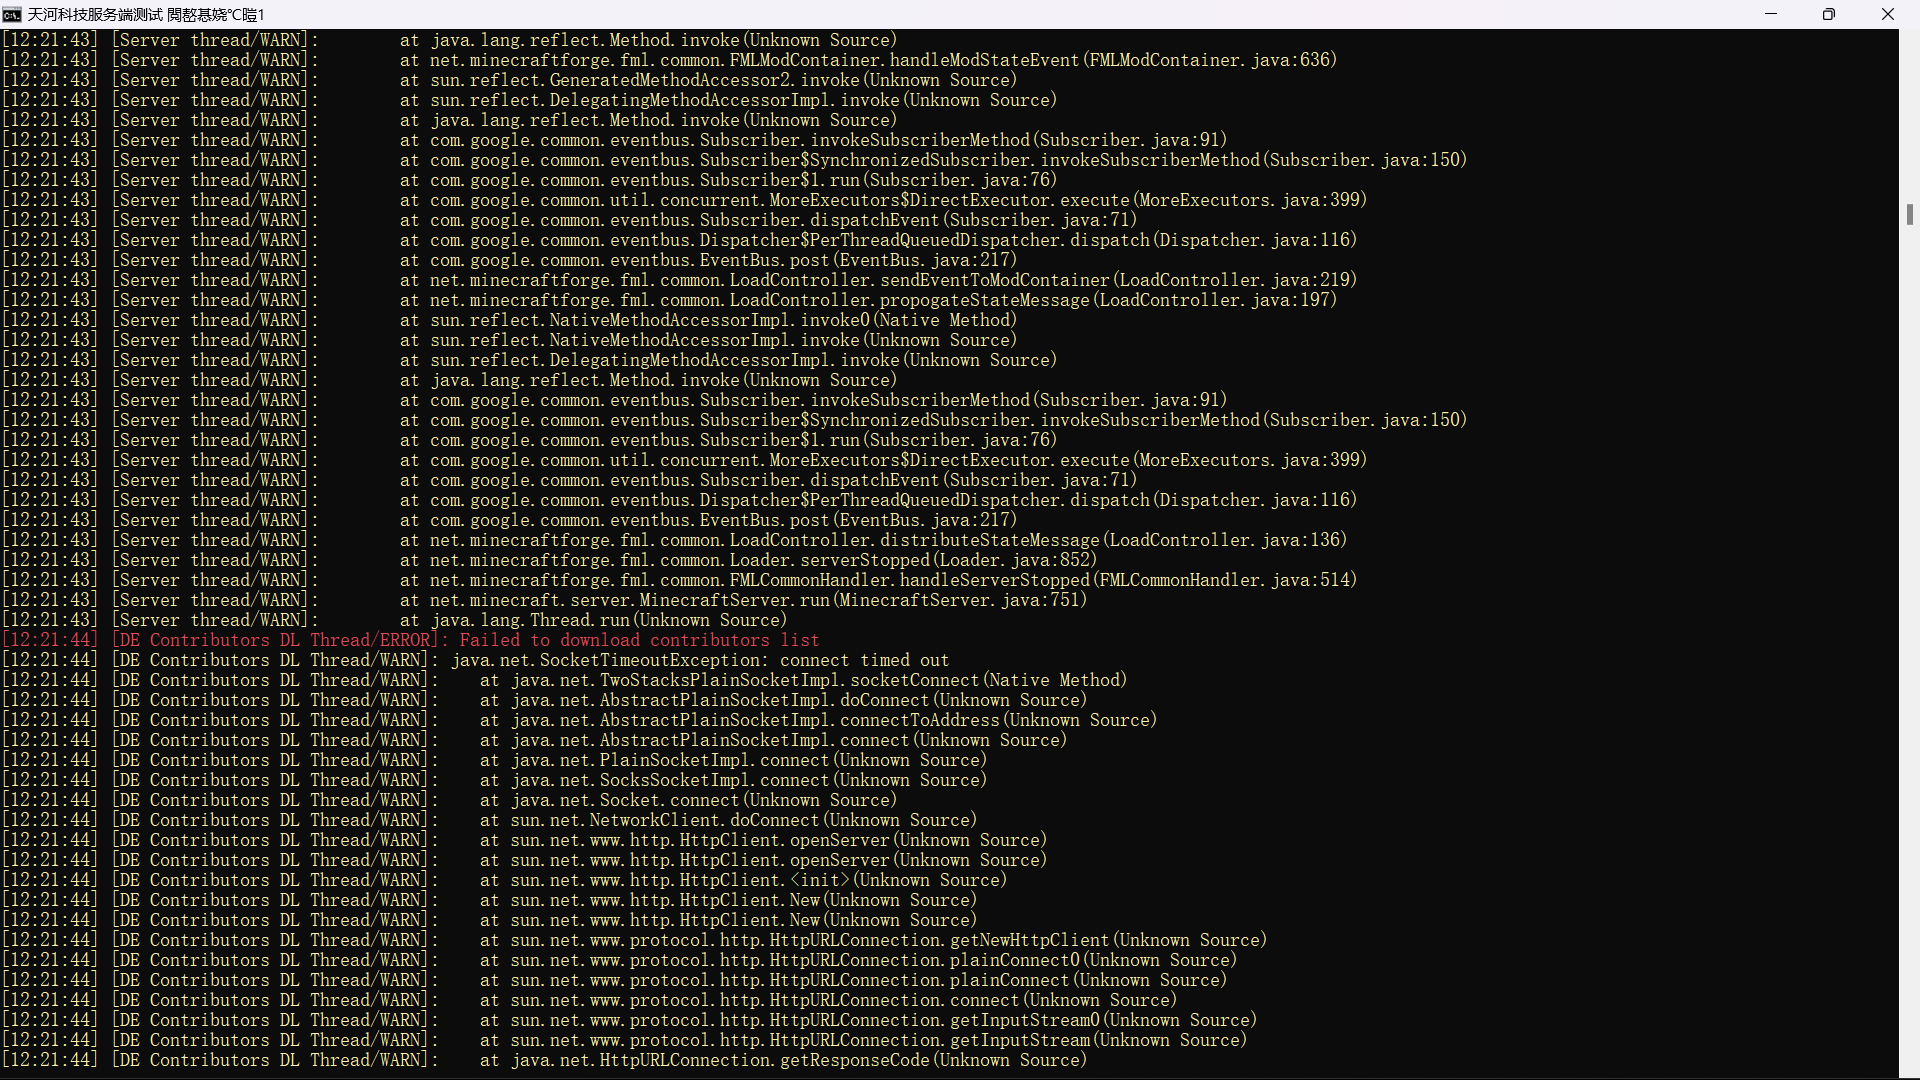 天河科技服务端测试 閲嶅惎娆℃暟1
[12:21:43] [Server thread/WARN]: at java.lang.reflect.Method.invoke(Unknown Source)
[12:21:43] [Server thread/WARN]: at net.minecraftforge.fml.common.FMLModContainer.handleModStateEvent(FMLModContainer.java:636)
[12:21:43] [Server thread/WARN]: at sun.reflect.GeneratedMethodAccessor2.invoke(Unknown Source)
[12:21:43] [Server thread/WARN]: at sun.reflect.DelegatingMethodAccessorImpl.invoke(Unknown Source)
[12:21:43] [Server thread/WARN]: at java.lang.reflect.Method.invoke(Unknown Source)
[12:21:43] [Server thread/WARN]: at com.google.common.eventbus.Subscriber.invokeSubscriberMethod(Subscriber.java:91)
[12:21:43] [Server thread/WARN]: at com.google.common.eventbus.Subscriber$SynchronizedSubscriber.invokeSubscriberMethod(Subscriber.java:150)
[12:21:43] [Server thread/WARN]: at com.google.common.eventbus.Subscriber$1.run(Subscriber.java:76)
[12:21:43] [Server thread/WARN]: at com.google.common.util.concurrent.MoreExecutors$DirectExecutor.execute(MoreExecutors.java:399)
[12:21:43] [Server thread/WARN]: at com.google.common.eventbus.Subscriber.dispatchEvent(Subscriber.java:71)
[12:21:43] [Server thread/WARN]: at com.google.common.eventbus.Dispatcher$PerThreadQueuedDispatcher.dispatch(Dispatcher.java:116)
[12:21:43] [Server thread/WARN]: at com.google.common.eventbus.EventBus.post(EventBus.java:217)
[12:21:43] [Server thread/WARN]: at net.minecraftforge.fml.common.LoadController.sendEventToModContainer(LoadController.java:219)
[12:21:43] [Server thread/WARN]: at net.minecraftforge.fml.common.LoadController.propogateStateMessage(LoadController.java:197)
[12:21:43] [Server thread/WARN]: at sun.reflect.NativeMethodAccessorImpl.invoke0(Native Method)
[12:21:43] [Server thread/WARN]: at sun.reflect.NativeMethodAccessorImpl.invoke(Unknown Source)
[12:21:43] [Server thread/WARN]: at sun.reflect.DelegatingMethodAccessorImpl.invoke(Unknown Source)
[12:21:43] [Server thread/WARN]: at java.lang.reflect.Method.invoke(Unknown Source)
[12:21:43] [Server thread/WARN]: at com.google.common.eventbus.Subscriber.invokeSubscriberMethod(Subscriber.java:91)
[12:21:43] [Server thread/WARN]: at com.google.common.eventbus.Subscriber$SynchronizedSubscriber.invokeSubscriberMethod(Subscriber.java:150)
[12:21:43] [Server thread/WARN]: at com.google.common.eventbus.Subscriber$1.run(Subscriber.java:76)
[12:21:43] [Server thread/WARN]: at com.google.common.util.concurrent.MoreExecutors$DirectExecutor.execute(MoreExecutors.java:399)
[12:21:43] [Server thread/WARN]: at com.google.common.eventbus.Subscriber.dispatchEvent(Subscriber.java:71)
[12:21:43] [Server thread/WARN]: at com.google.common.eventbus.Dispatcher$PerThreadQueuedDispatcher.dispatch(Dispatcher.java:116)
[12:21:43] [Server thread/WARN]: at com.google.common.eventbus.EventBus.post(EventBus.java:217)
[12:21:43] [Server thread/WARN]: at net.minecraftforge.fml.common.LoadController.distributeStateMessage(LoadController.java:136)
[12:21:43] [Server thread/WARN]: at net.minecraftforge.fml.common.Loader.serverStopped(Loader.java:852)
[12:21:43] [Server thread/WARN]: at net.minecraftforge.fml.common.FMLCommonHandler.handleServerStopped(FMLCommonHandler.java:514)
[12:21:43] [Server thread/WARN]: at net.minecraft.server.MinecraftServer.run(MinecraftServer.java:751)
[12:21:43] [Server thread/WARN]: at java.lang.Thread.run(Unknown Source)
[12:21:44] [DE Contributors DL Thread/ERROR]: Failed to download contributors list
[12:21:44] [DE Contributors DL Thread/WARN]: java.net.SocketTimeoutException: connect timed out
[12:21:44] [DE Contributors DL Thread/WARN]: at java.net.TwoStacksPlainSocketImpl.socketConnect(Native Method)
[12:21:44] [DE Contributors DL Thread/WARN]: at java.net.AbstractPlainSocketImpl.doConnect(Unknown Source)
[12:21:44] [DE Contributors DL Thread/WARN]: at java.net.AbstractPlainSocketImpl.connectToAddress(Unknown Source)
[12:21:44] [DE Contributors DL Thread/WARN]: at java.net.AbstractPlainSocketImpl.connect(Unknown Source)
[12:21:44] [DE Contributors DL Thread/WARN]: at java.net.PlainSocketImpl.connect(Unknown Source)
[12:21:44] [DE Contributors DL Thread/WARN]: at java.net.SocksSocketImpl.connect(Unknown Source)
[12:21:44] [DE Contributors DL Thread/WARN]: at java.net.Socket.connect(Unknown Source)
[12:21:44] [DE Contributors DL Thread/WARN]: at sun.net.NetworkClient.doConnect(Unknown Source)
[12:21:44] [DE Contributors DL Thread/WARN]: at sun.net.www.http.HttpClient.openServer(Unknown Source)
[12:21:44] [DE Contributors DL Thread/WARN]: at sun.net.www.http.HttpClient.openServer(Unknown Source)
[12:21:44] [DE Contributors DL Thread/WARN]: at sun.net.www.http.HttpClient.<init>(Unknown Source)
[12:21:44] [DE Contributors DL Thread/WARN]: at sun.net.www.http.HttpClient.New(Unknown Source)
[12:21:44] [DE Contributors DL Thread/WARN]: at sun.net.www.http.HttpClient.New(Unknown Source)
[12:21:44] [DE Contributors DL Thread/WARN]: at sun.net.www.protocol.http.HttpURLConnection.getNewHttpClient(Unknown Source)
[12:21:44] [DE Contributors DL Thread/WARN]: at sun.net.www.protocol.http.HttpURLConnection.plainConnect0(Unknown Source)
[12:21:44] [DE Contributors DL Thread/WARN]: at sun.net.www.protocol.http.HttpURLConnection.plainConnect(Unknown Source)
[12:21:44] [DE Contributors DL Thread/WARN]: at sun.net.www.protocol.http.HttpURLConnection.connect(Unknown Source)
[12:21:44] [DE Contributors DL Thread/WARN]: at sun.net.www.protocol.http.HttpURLConnection.getInputStream0(Unknown Source)
[12:21:44] [DE Contributors DL Thread/WARN]: at sun.net.www.protocol.http.HttpURLConnection.getInputStream(Unknown Source)
[12:21:44] [DE Contributors DL Thread/WARN]: at java.net.HttpURLConnection.getResponseCode(Unknown Source)